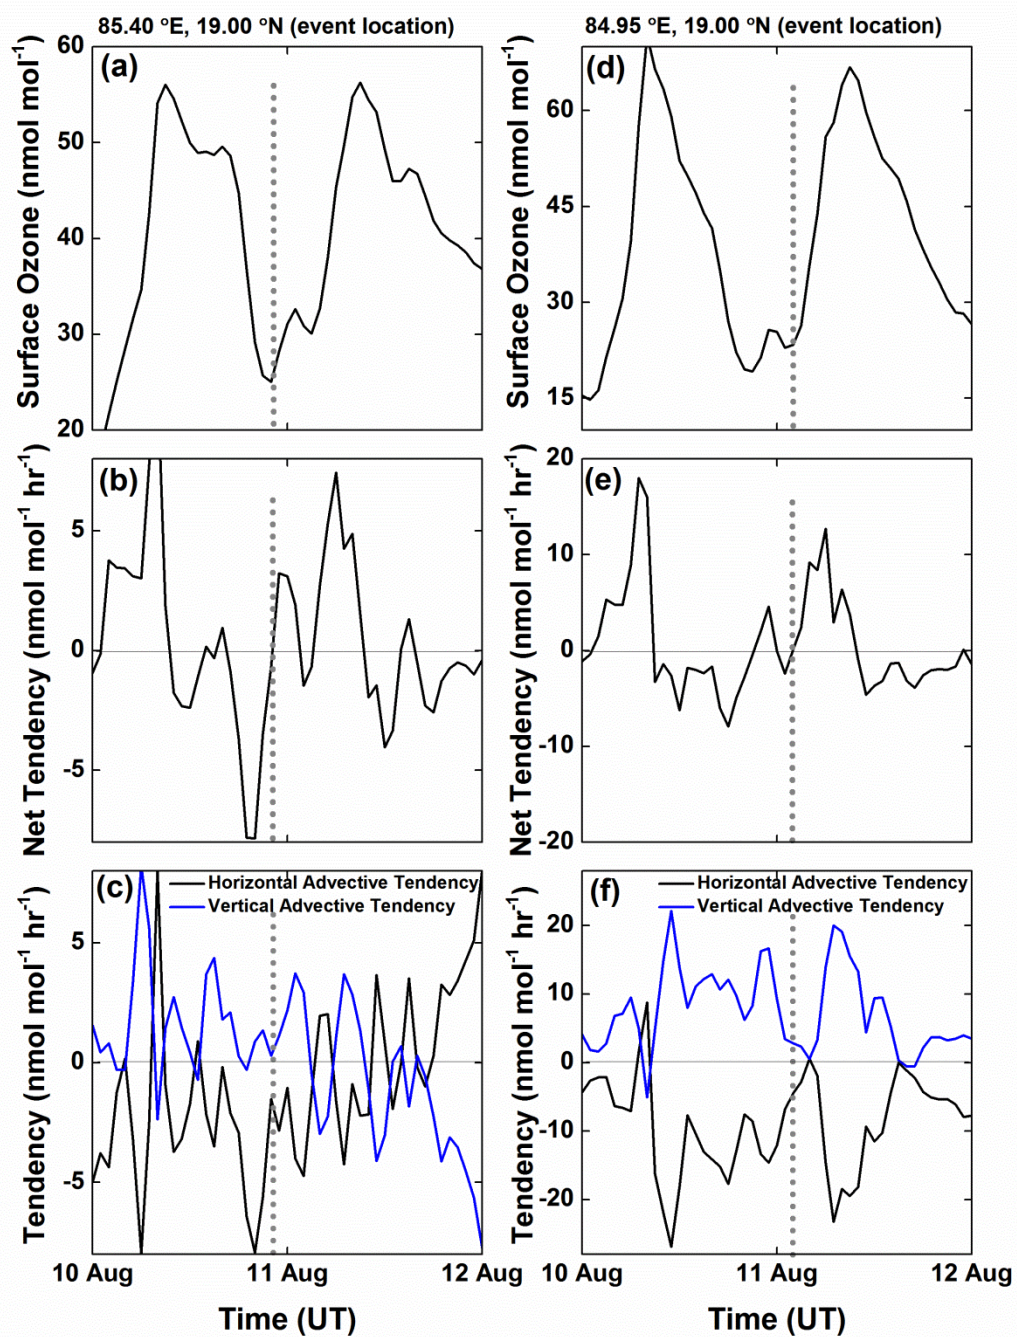 85.40 °E, 19.00 °N (event location)
84.95 °E, 19.00 °N (event location)
(a)
60
50
40
30
20
Surface Ozone (nmol mol⁻¹)
(d)
60
45
30
15
Surface Ozone (nmol mol⁻¹)
(b)
5
0
-5
Net Tendency (nmol mol⁻¹ hr⁻¹)
(e)
20
10
0
-10
-20
Net Tendency (nmol mol⁻¹ hr⁻¹)
(c)
Horizontal Advective Tendency
Vertical Advective Tendency
5
0
-5
Tendency (nmol mol⁻¹ hr⁻¹)
(f)
Horizontal Advective Tendency
Vertical Advective Tendency
20
10
0
-10
-20
Tendency (nmol mol⁻¹ hr⁻¹)
10 Aug
11 Aug
12 Aug
10 Aug
11 Aug
12 Aug
Time (UT)
Time (UT)